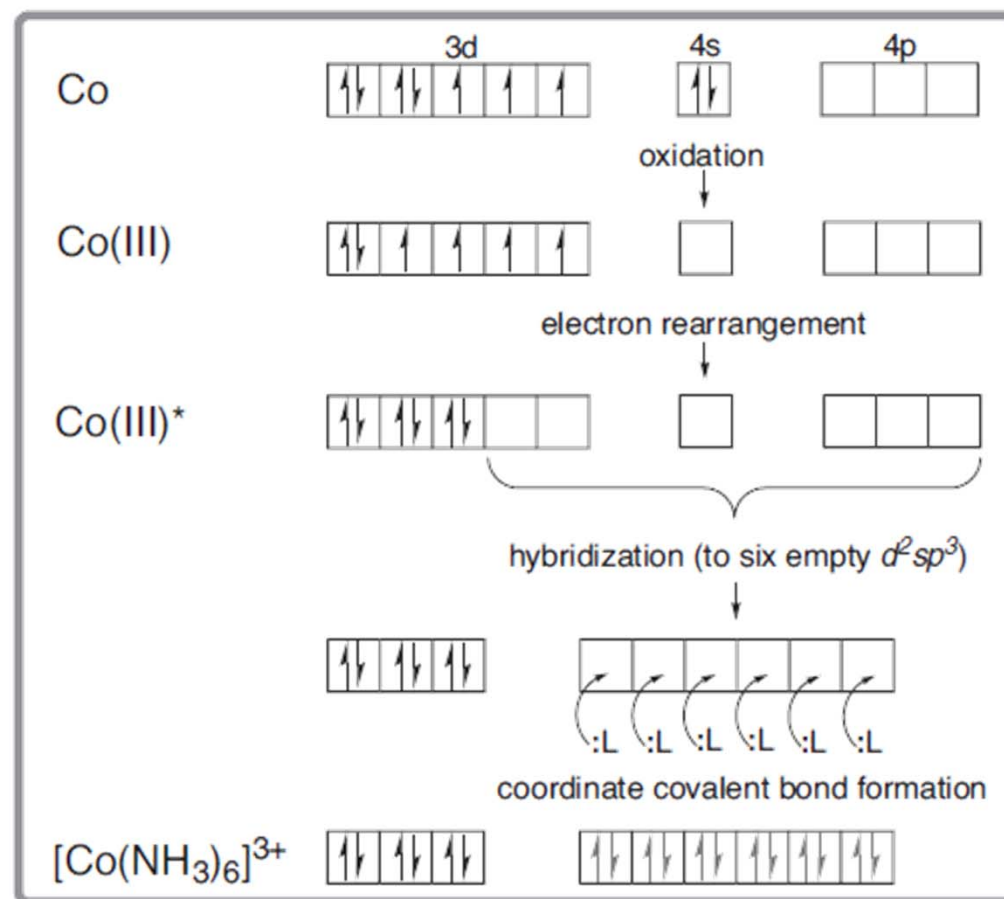 3d 4s 4p
Co
oxidation
Co(III)
electron rearrangement
Co(III)*
hybridization (to six empty d²sp³)
:L :L :L :L :L :L
coordinate covalent bond formation
[Co(NH₃)₆]³⁺